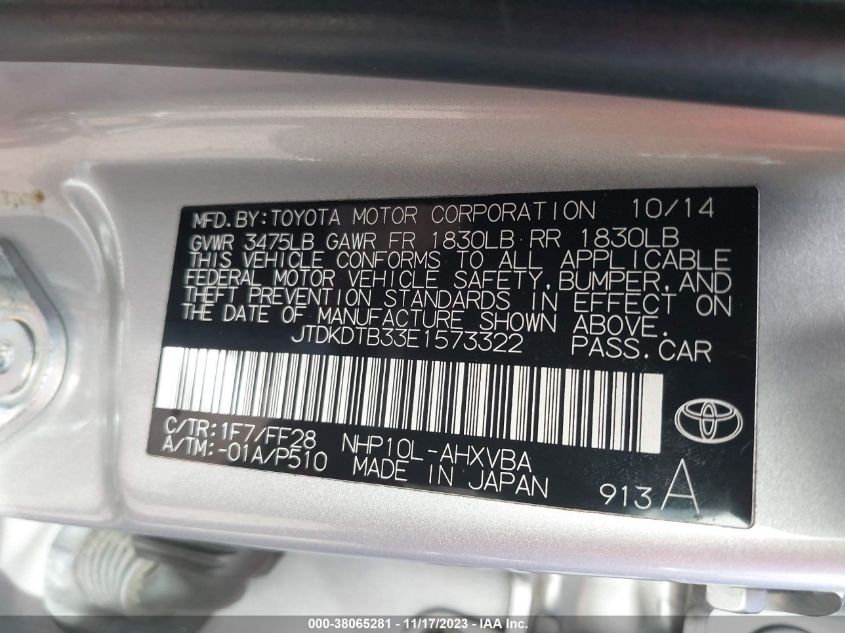 MFD. BY: TOYOTA MOTOR CORPORATION 10/14
GVWR 3475LB GAWR FR 1830LB RR 1830LB
THIS VEHICLE CONFORMS TO ALL APPLICABLE
FEDERAL MOTOR VEHICLE SAFETY, BUMPER, AND
THEFT PREVENTION STANDARDS IN EFFECT ON
THE DATE OF MANUFACTURE SHOWN ABOVE.
JTDKDTB33E1573322 PASS. CAR
C/TR: 1F7/FF28 NHP10L-AHXVBA
A/TM: -01A/P510 MADE IN JAPAN
913 A
000-38065281 - 11/17/2023 - IAA Inc.